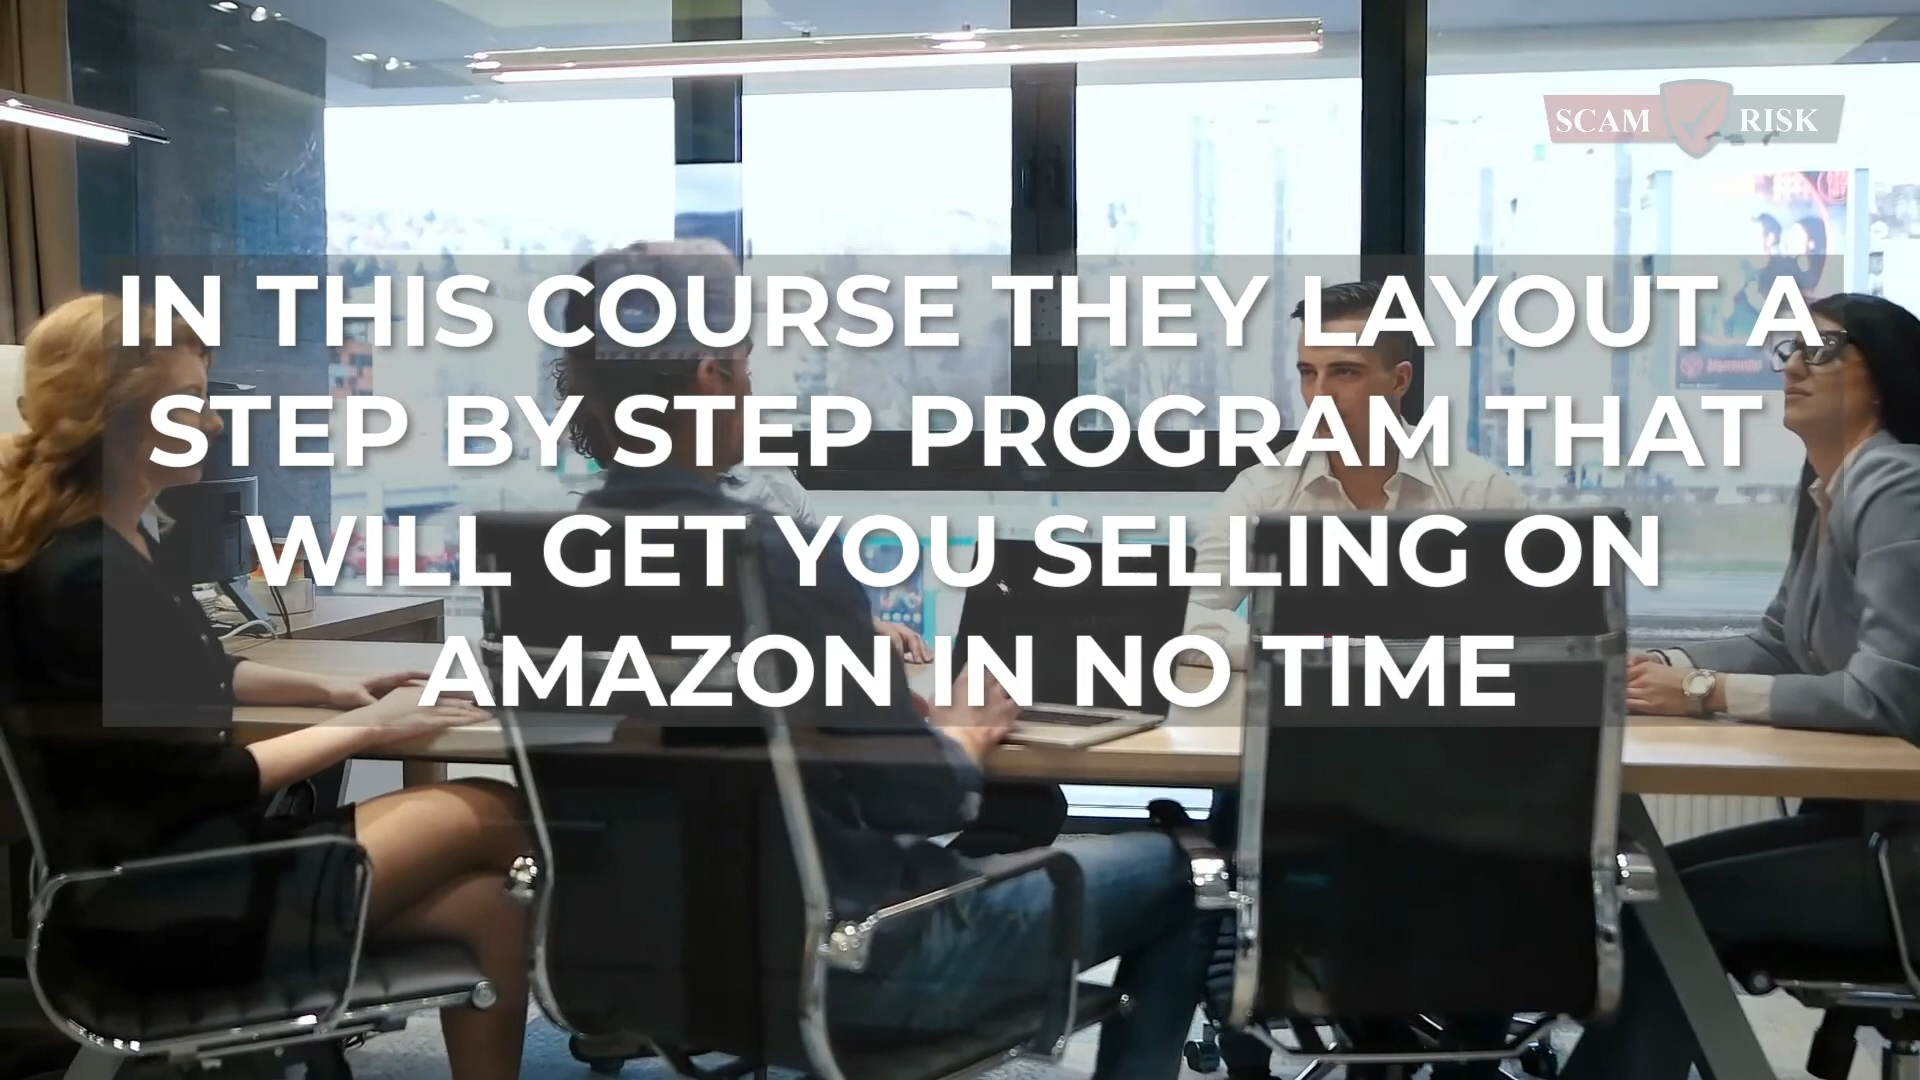 SCAM RISK
IN THIS COURSE THEY LAYOUT A
STEP BY STEP PROGRAM THAT
WILL GET YOU SELLING ON
AMAZON IN NO TIME